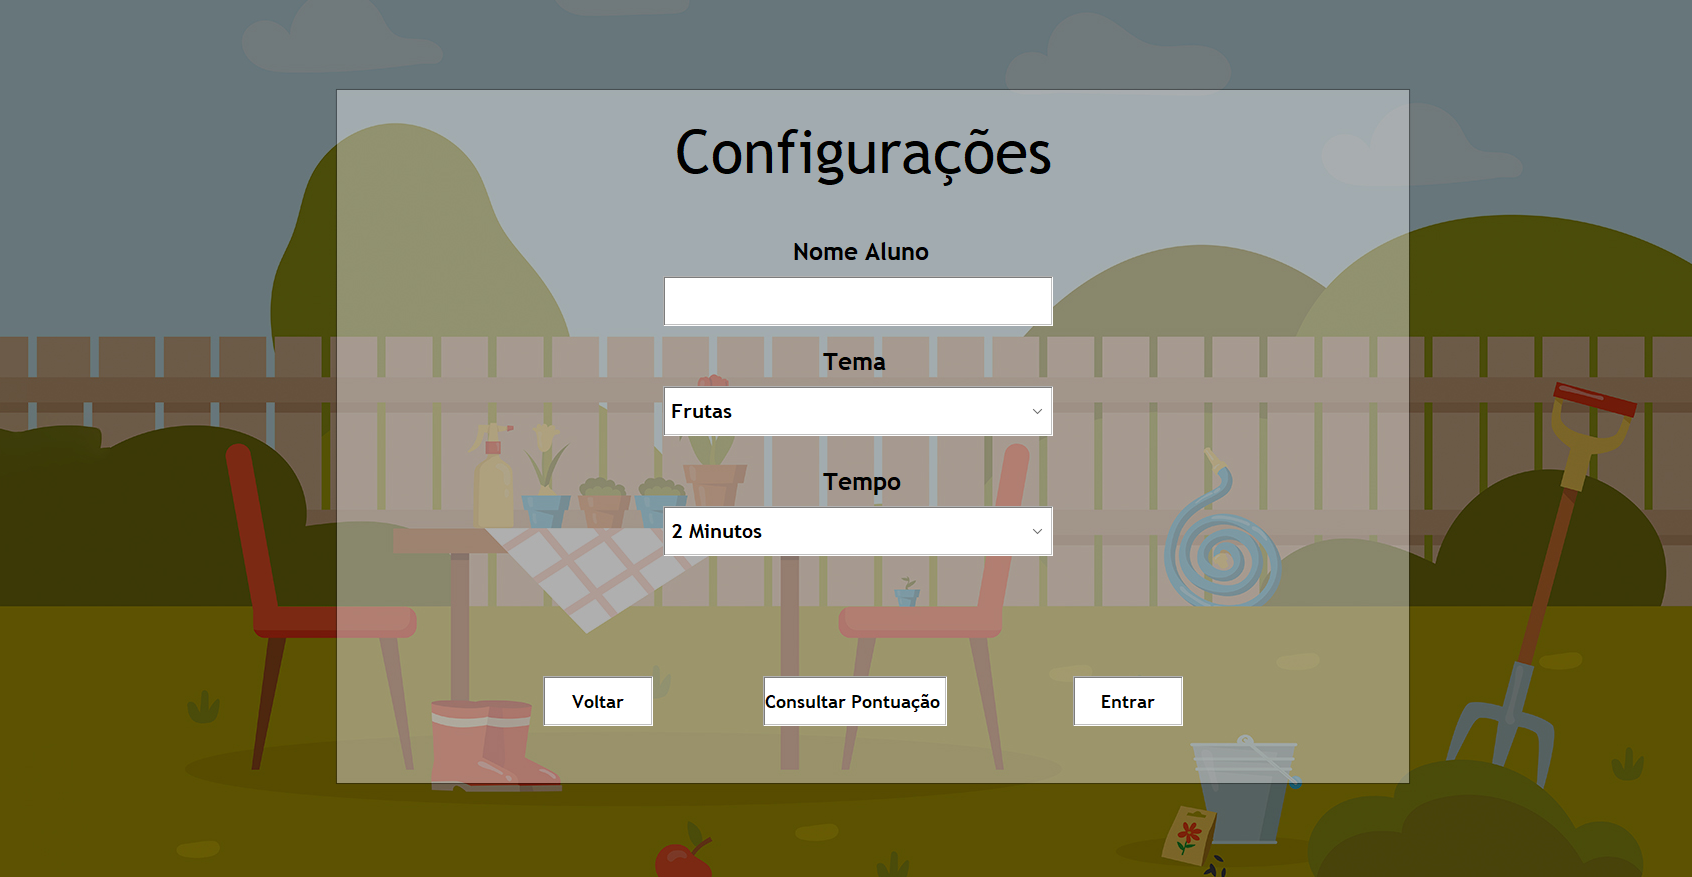 Configurações
Nome Aluno
Tema
Frutas
Tempo
2 Minutos
Voltar
Consultar Pontuação
Entrar